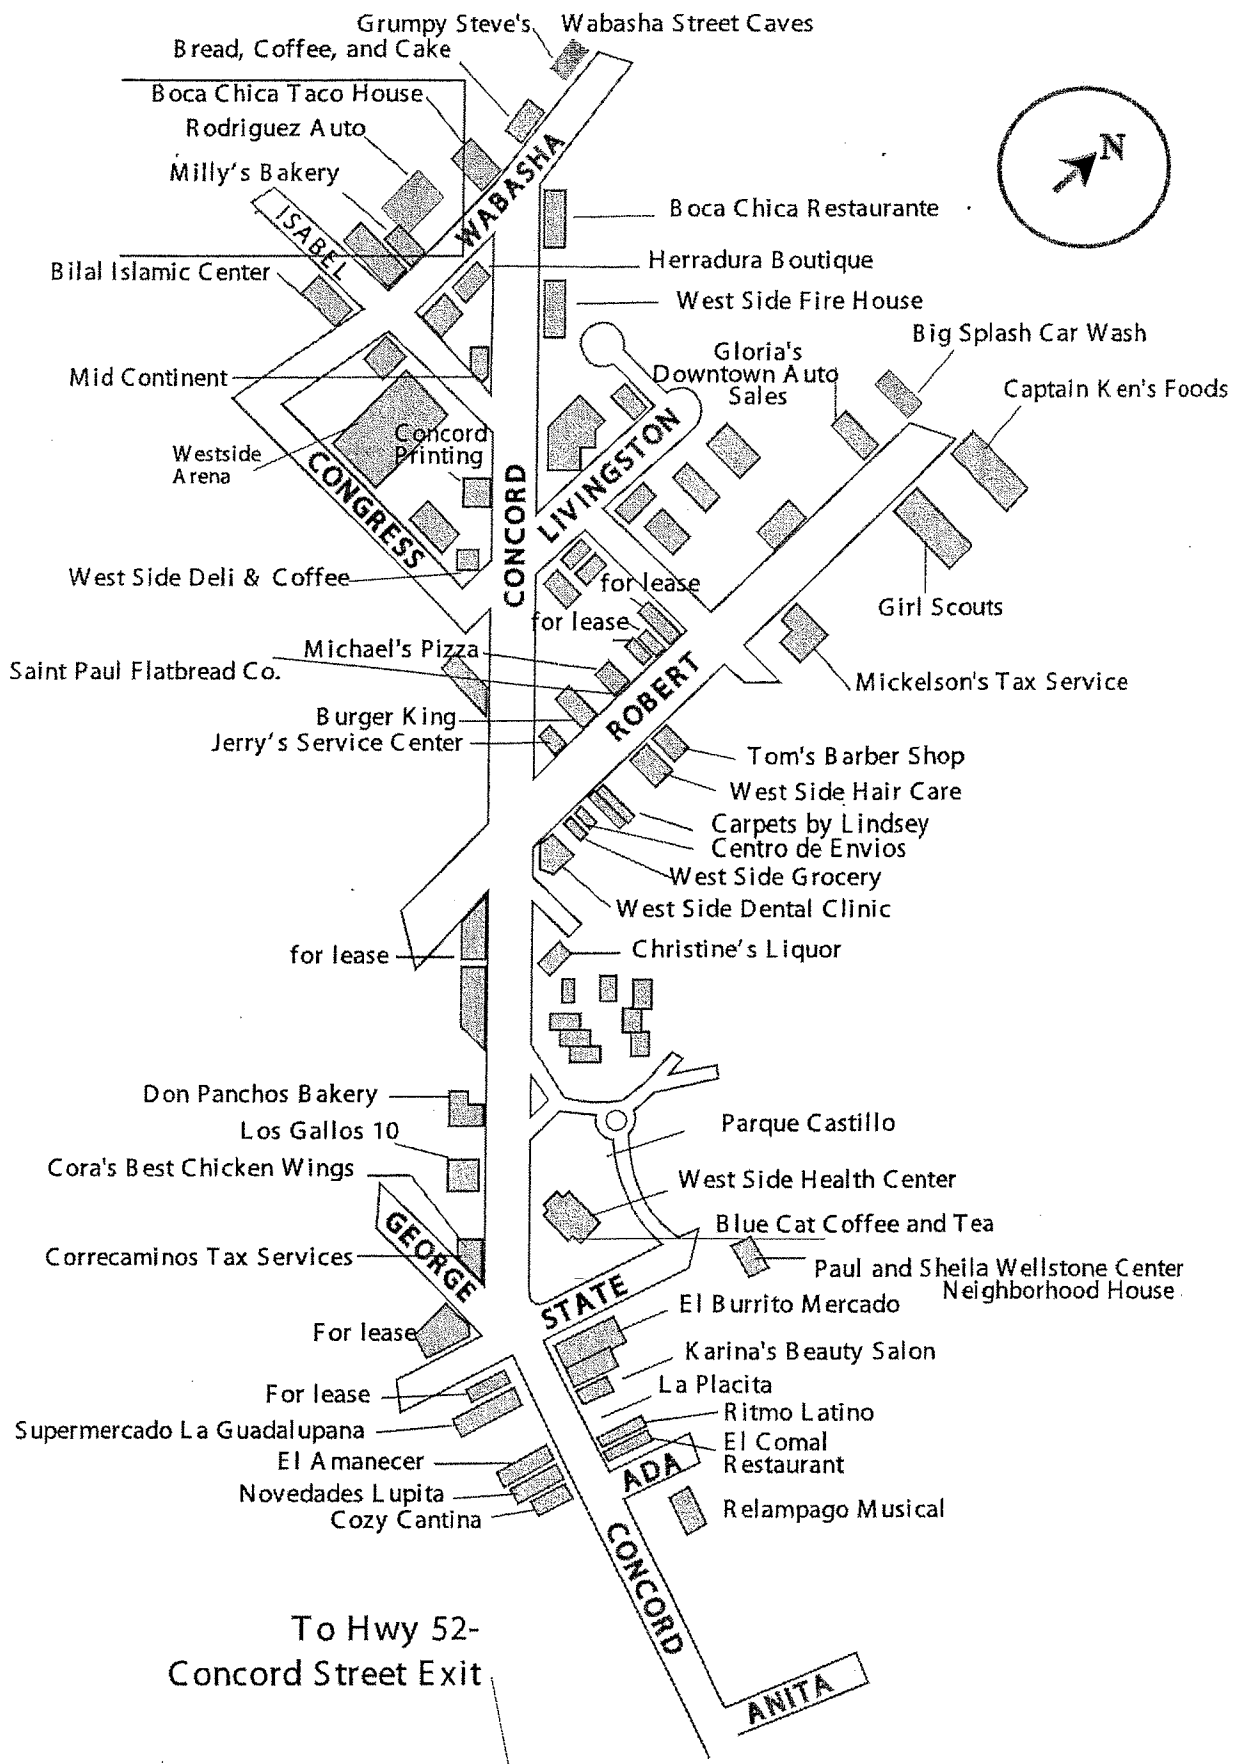 Grumpy Steve's
Wabasha Street Caves
Bread, Coffee, and Cake
Boca Chica Taco House
Rodriguez Auto
Milly's Bakery
N
WABASHA
ISABEL
Boca Chica Restaurante
Herradura Boutique
Bilal Islamic Center
West Side Fire House
Big Splash Car Wash
Gloria's
Downtown Auto
Sales
Mid Continent
Captain Ken's Foods
Concord
Printing
Westside
Arena
CONGRESS
CONCORD
LIVINGSTON
West Side Deli & Coffee
for lease
Girl Scouts
for lease
Michael's Pizza
Saint Paul Flatbread Co.
Mickelson's Tax Service
ROBERT
Burger King
Jerry's Service Center
Tom's Barber Shop
West Side Hair Care
Carpets by Lindsey
Centro de Envios
West Side Grocery
West Side Dental Clinic
for lease
Christine's Liquor
Don Panchos Bakery
Los Gallos 10
Parque Castillo
Cora's Best Chicken Wings
West Side Health Center
GEORGE
Blue Cat Coffee and Tea
Correcaminos Tax Services
Paul and Sheila Wellstone Center
Neighborhood House
STATE
El Burrito Mercado
For lease
Karina's Beauty Salon
For lease
La Placita
Supermercado La Guadalupana
Ritmo Latino
El Comal
Restaurant
El Amanecer
ADA
Novedades Lupita
Cozy Cantina
Relampago Musical
CONCORD
To Hwy 52-
Concord Street Exit
ANITA